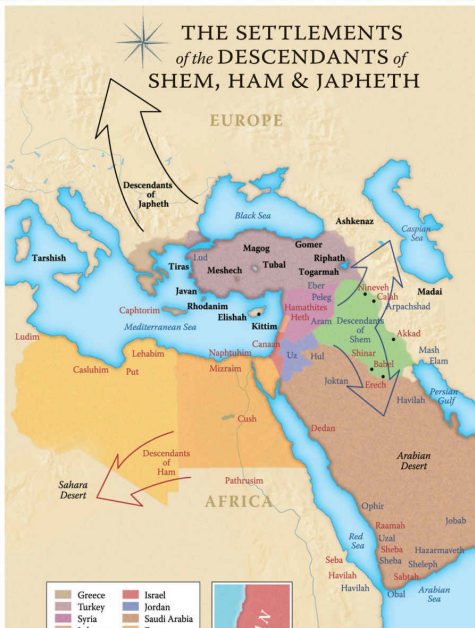 THE SETTLEMENTS
of the DESCENDANTS of
SHEM, HAM & JAPHETH
EUROPE
Descendants
of
Japheth
Black Sea
Ashkenaz
Caspian
Sea
Tarshish
Lud
Tiras
Magog
Gomer
Meshech
Tubal
Riphath
Togarmah
Javan
Eber
Peleg
Nineveh
Calah
Madai
Caphtorim
Rhodanim
Elishah
Kittim
Hamathites
Heth
Aram
Arpachshad
Mediterranean Sea
Descendants
of
Shem
Akkad
Ludim
Canaan
Casluhim
Lehabim
Put
Naphtuhim
Mizraim
Uz
Hul
Shinar
Babel
Mash
Elam
Joktan
Erech
Persian
Gulf
Havilah
Cush
Dedan
Descendants
of
Ham
Arabian
Desert
Sahara
Desert
Pathrusim
AFRICA
Ophir
Raamah
Jobab
Red
Sea
Uzal
Sheba
Hazarmaveth
Seba
Sheba
Sheleph
Havilah
Sabtah
Havilah
Obal
Arabian
Sea
Greece
Turkey
Syria
Israel
Jordan
Saudi Arabia